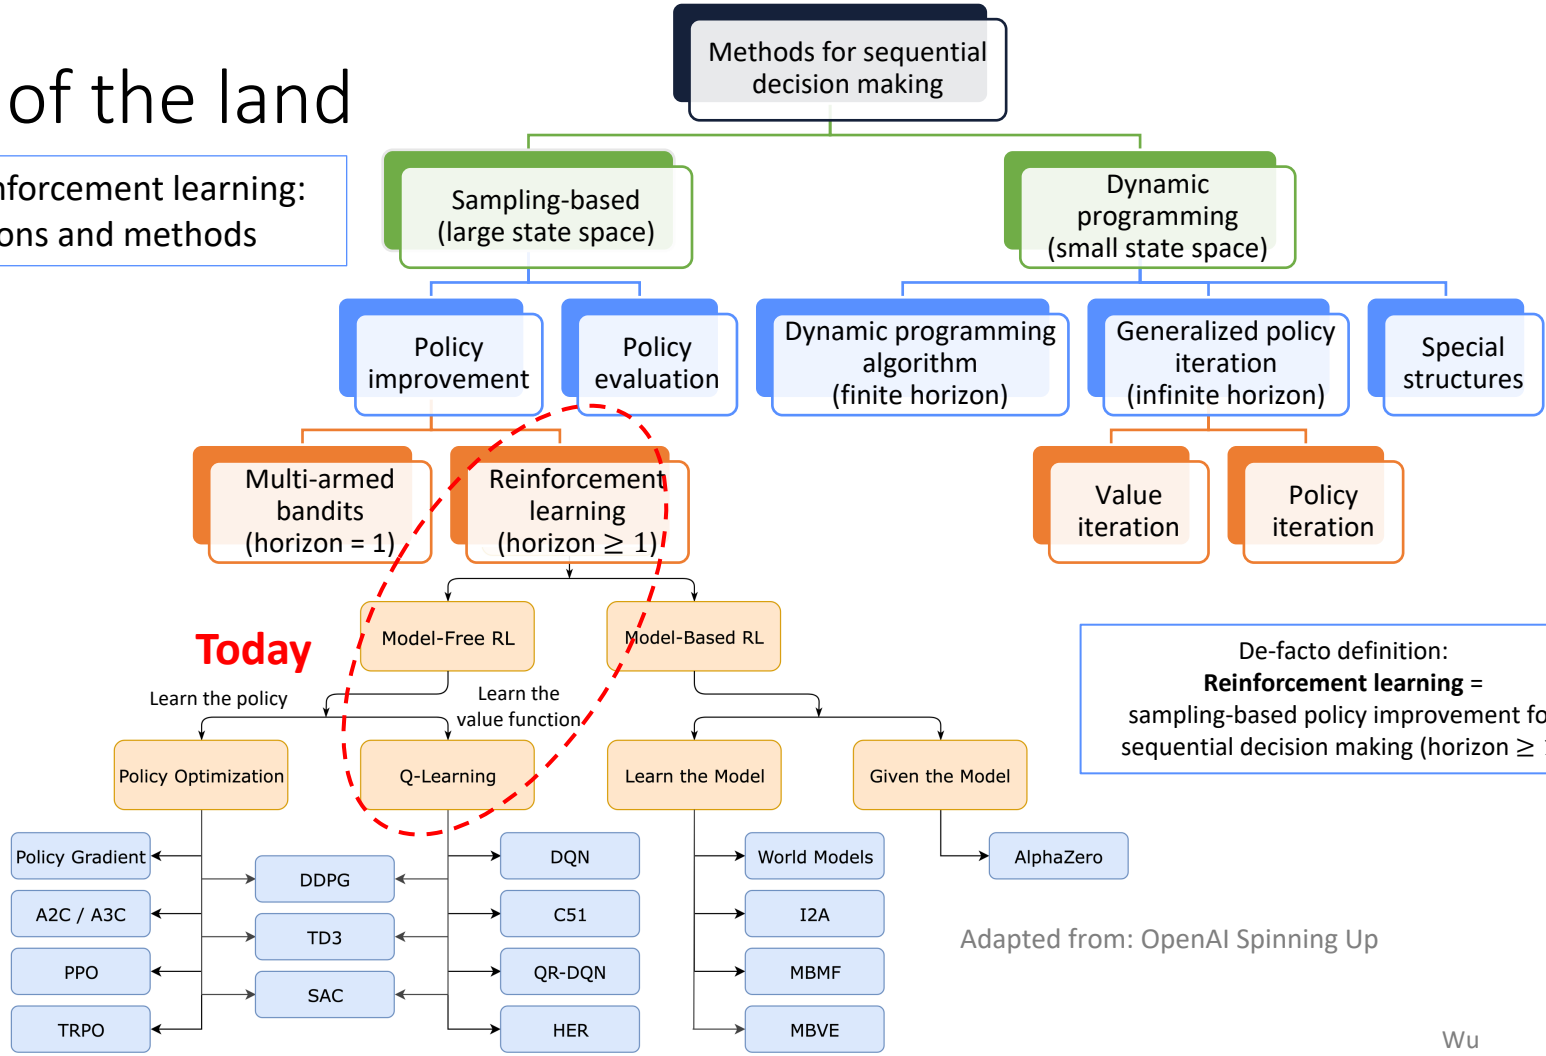 Methods for sequential
decision making
of the land
nforcement learning:
ons and methods
Sampling-based
(large state space)
Dynamic
programming
(small state space)
Policy
improvement
Policy
evaluation
Dynamic programming
algorithm
(finite horizon)
Generalized policy
iteration
(infinite horizon)
Special
structures
Multi-armed
bandits
(horizon = 1)
Reinforcement
learning
(horizon ≥ 1)
Value
iteration
Policy
iteration
Today
Model-Free RL
Model-Based RL
De-facto definition:
Reinforcement learning =
sampling-based policy improvement fo
sequential decision making (horizon ≥ 1
Learn the policy
Learn the
value function
Policy Optimization
Q-Learning
Learn the Model
Given the Model
Policy Gradient
DDPG
DQN
World Models
AlphaZero
A2C / A3C
TD3
C51
I2A
Adapted from: OpenAI Spinning Up
PPO
SAC
QR-DQN
MBMF
TRPO
HER
MBVE
Wu